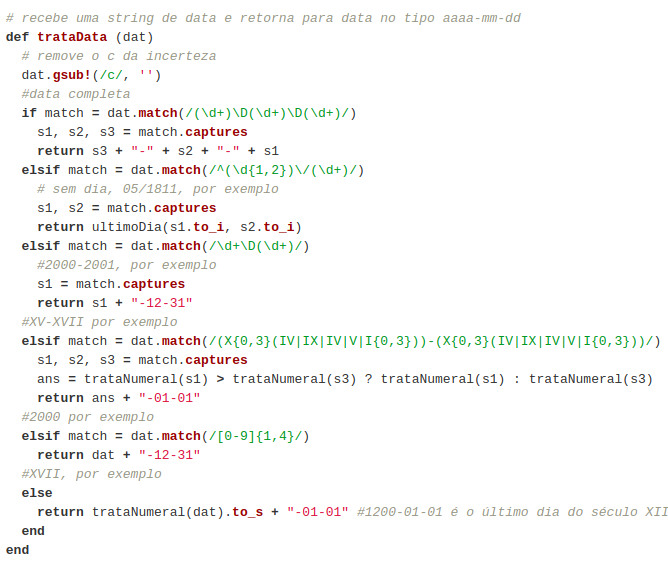 # recebe uma string de data e retorna para data no tipo aaaa-mm-dd
def trataData (dat)
  # remove o c da incerteza
  dat.gsub!(/c/, '')
  #data completa
  if match = dat.match(/(\d+)\D(\d+)\D(\d+)/)
    s1, s2, s3 = match.captures
    return s3 + "-" + s2 + "-" + s1
  elsif match = dat.match(/^(\d{1,2})\/(\d+)/)
    # sem dia, 05/1811, por exemplo
    s1, s2 = match.captures
    return ultimoDia(s1.to_i, s2.to_i)
  elsif match = dat.match(/\d+\D(\d+)/)
    #2000-2001, por exemplo
    s1 = match.captures
    return s1 + "-12-31"
  #XV-XVII por exemplo
  elsif match = dat.match(/(X{0,3}(IV|IX|IV|V|I{0,3}))-(X{0,3}(IV|IX|IV|V|I{0,3}))/)
    s1, s2, s3 = match.captures
    ans = trataNumeral(s1) > trataNumeral(s3) ? trataNumeral(s1) : trataNumeral(s3)
    return ans + "-01-01"
  #2000 por exemplo
  elsif match = dat.match(/[0-9]{1,4}/)
    return dat + "-12-31"
  #XVII, por exemplo
  else
    return trataNumeral(dat).to_s + "-01-01" #1200-01-01 é o último dia do século XII
  end
end